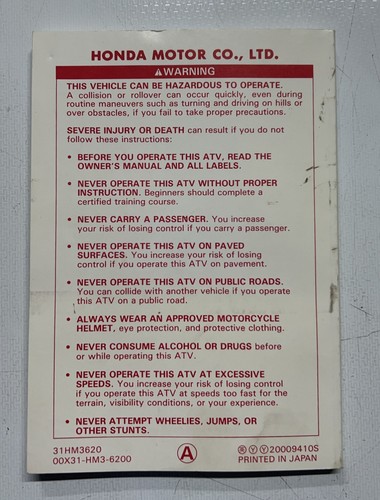 HONDA MOTOR CO., LTD.
⚠WARNING
THIS VEHICLE CAN BE HAZARDOUS TO OPERATE.
A collision or rollover can occur quickly, even during
routine maneuvers such as turning and driving on hills or
over obstacles, if you fail to take proper precautions.
SEVERE INJURY OR DEATH can result if you do not
follow these instructions:
• BEFORE YOU OPERATE THIS ATV, READ THE
OWNER'S MANUAL AND ALL LABELS.
• NEVER OPERATE THIS ATV WITHOUT PROPER
INSTRUCTION. Beginners should complete a
certified training course.
• NEVER CARRY A PASSENGER. You increase
your risk of losing control if you carry a passenger.
• NEVER OPERATE THIS ATV ON PAVED
SURFACES. You increase your risk of losing
control if you operate this ATV on pavement.
• NEVER OPERATE THIS ATV ON PUBLIC ROADS.
You can collide with another vehicle if you operate
this ATV on a public road.
• ALWAYS WEAR AN APPROVED MOTORCYCLE
HELMET, eye protection, and protective clothing.
• NEVER CONSUME ALCOHOL OR DRUGS before
or while operating this ATV.
• NEVER OPERATE THIS ATV AT EXCESSIVE
SPEEDS. You increase your risk of losing control
if you operate this ATV at speeds too fast for the
terrain, visibility conditions, or your experience.
• NEVER ATTEMPT WHEELIES, JUMPS, OR
OTHER STUNTS.
31HM3620
00X31-HM3-6200
Ⓐ
ⓎⓎ20009410S
PRINTED IN JAPAN